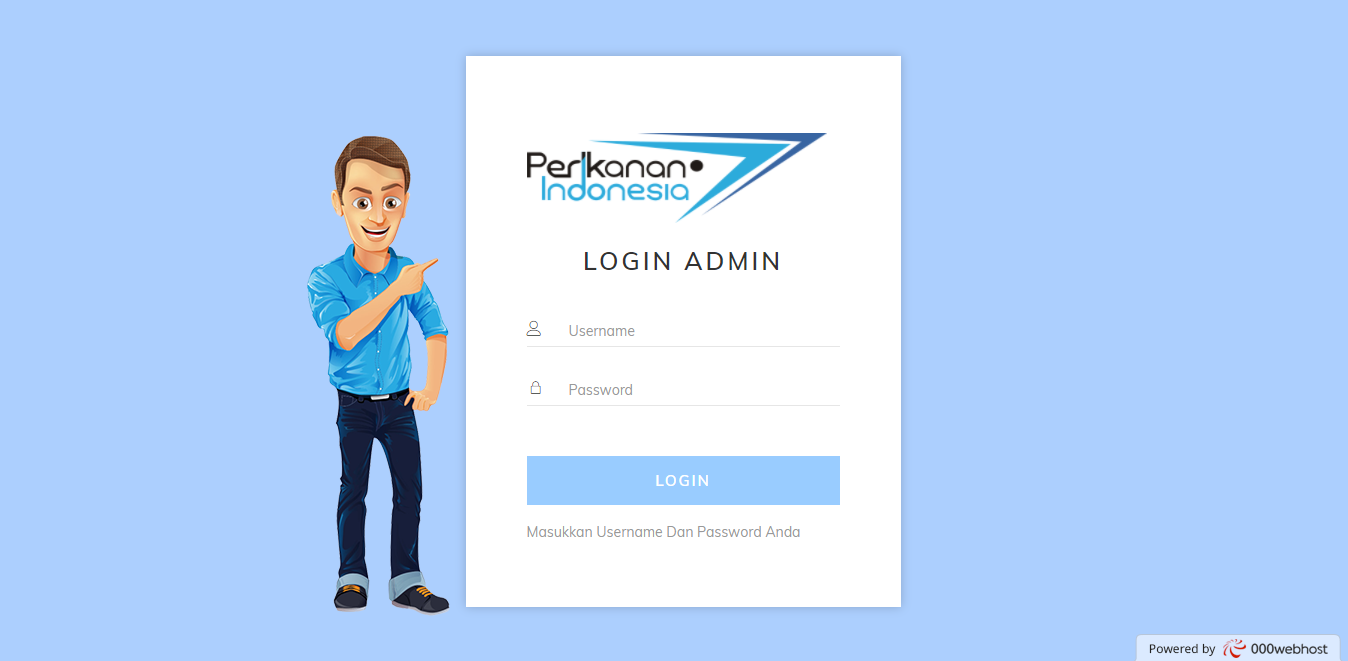 Perikanan
Indonesia
LOGIN ADMIN
Username
Password
LOGIN
Masukkan Username Dan Password Anda
Powered by 000webhost